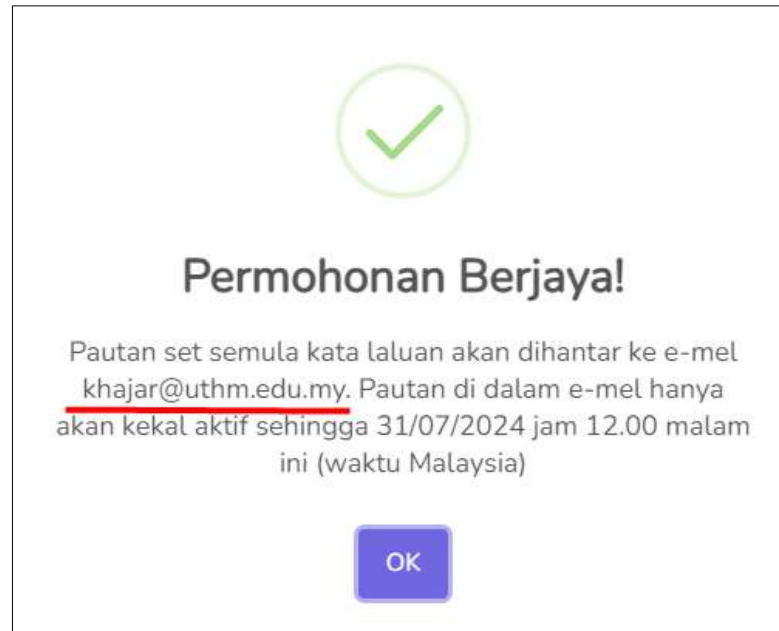 Permohonan Berjaya!
Pautan set semula kata laluan akan dihantar ke e-mel
khajar@uthm.edu.my. Pautan di dalam e-mel hanya
akan kekal aktif sehingga 31/07/2024 jam 12.00 malam
ini (waktu Malaysia)
OK